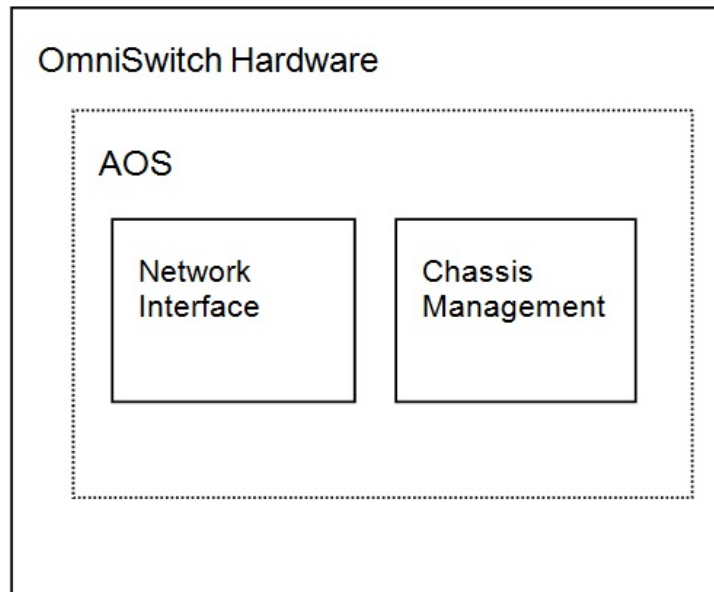 OmniSwitch Hardware
AOS
Network
Interface
Chassis
Management